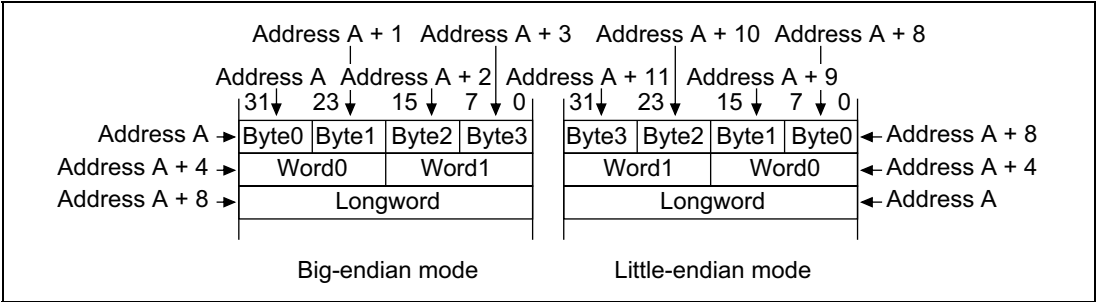 Address A + 1 Address A + 3 Address A + 10 Address A + 8
Address A Address A + 2 Address A + 11 Address A + 9
31 23 15 7 0 31 23 15 7 0
Address A Byte0 Byte1 Byte2 Byte3 Byte3 Byte2 Byte1 Byte0 Address A + 8
Address A + 4 Word0 Word1 Word1 Word0 Address A + 4
Address A + 8 Longword Longword Address A
Big-endian mode Little-endian mode